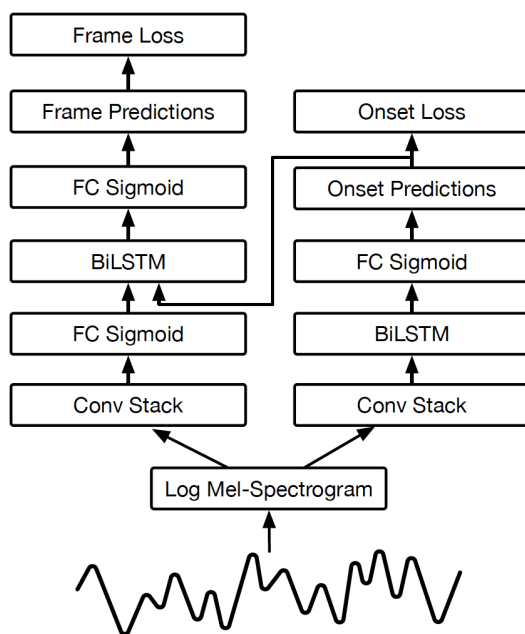 Frame Loss
Frame Predictions
Onset Loss
FC Sigmoid
Onset Predictions
BiLSTM
FC Sigmoid
FC Sigmoid
BiLSTM
Conv Stack
Conv Stack
Log Mel-Spectrogram